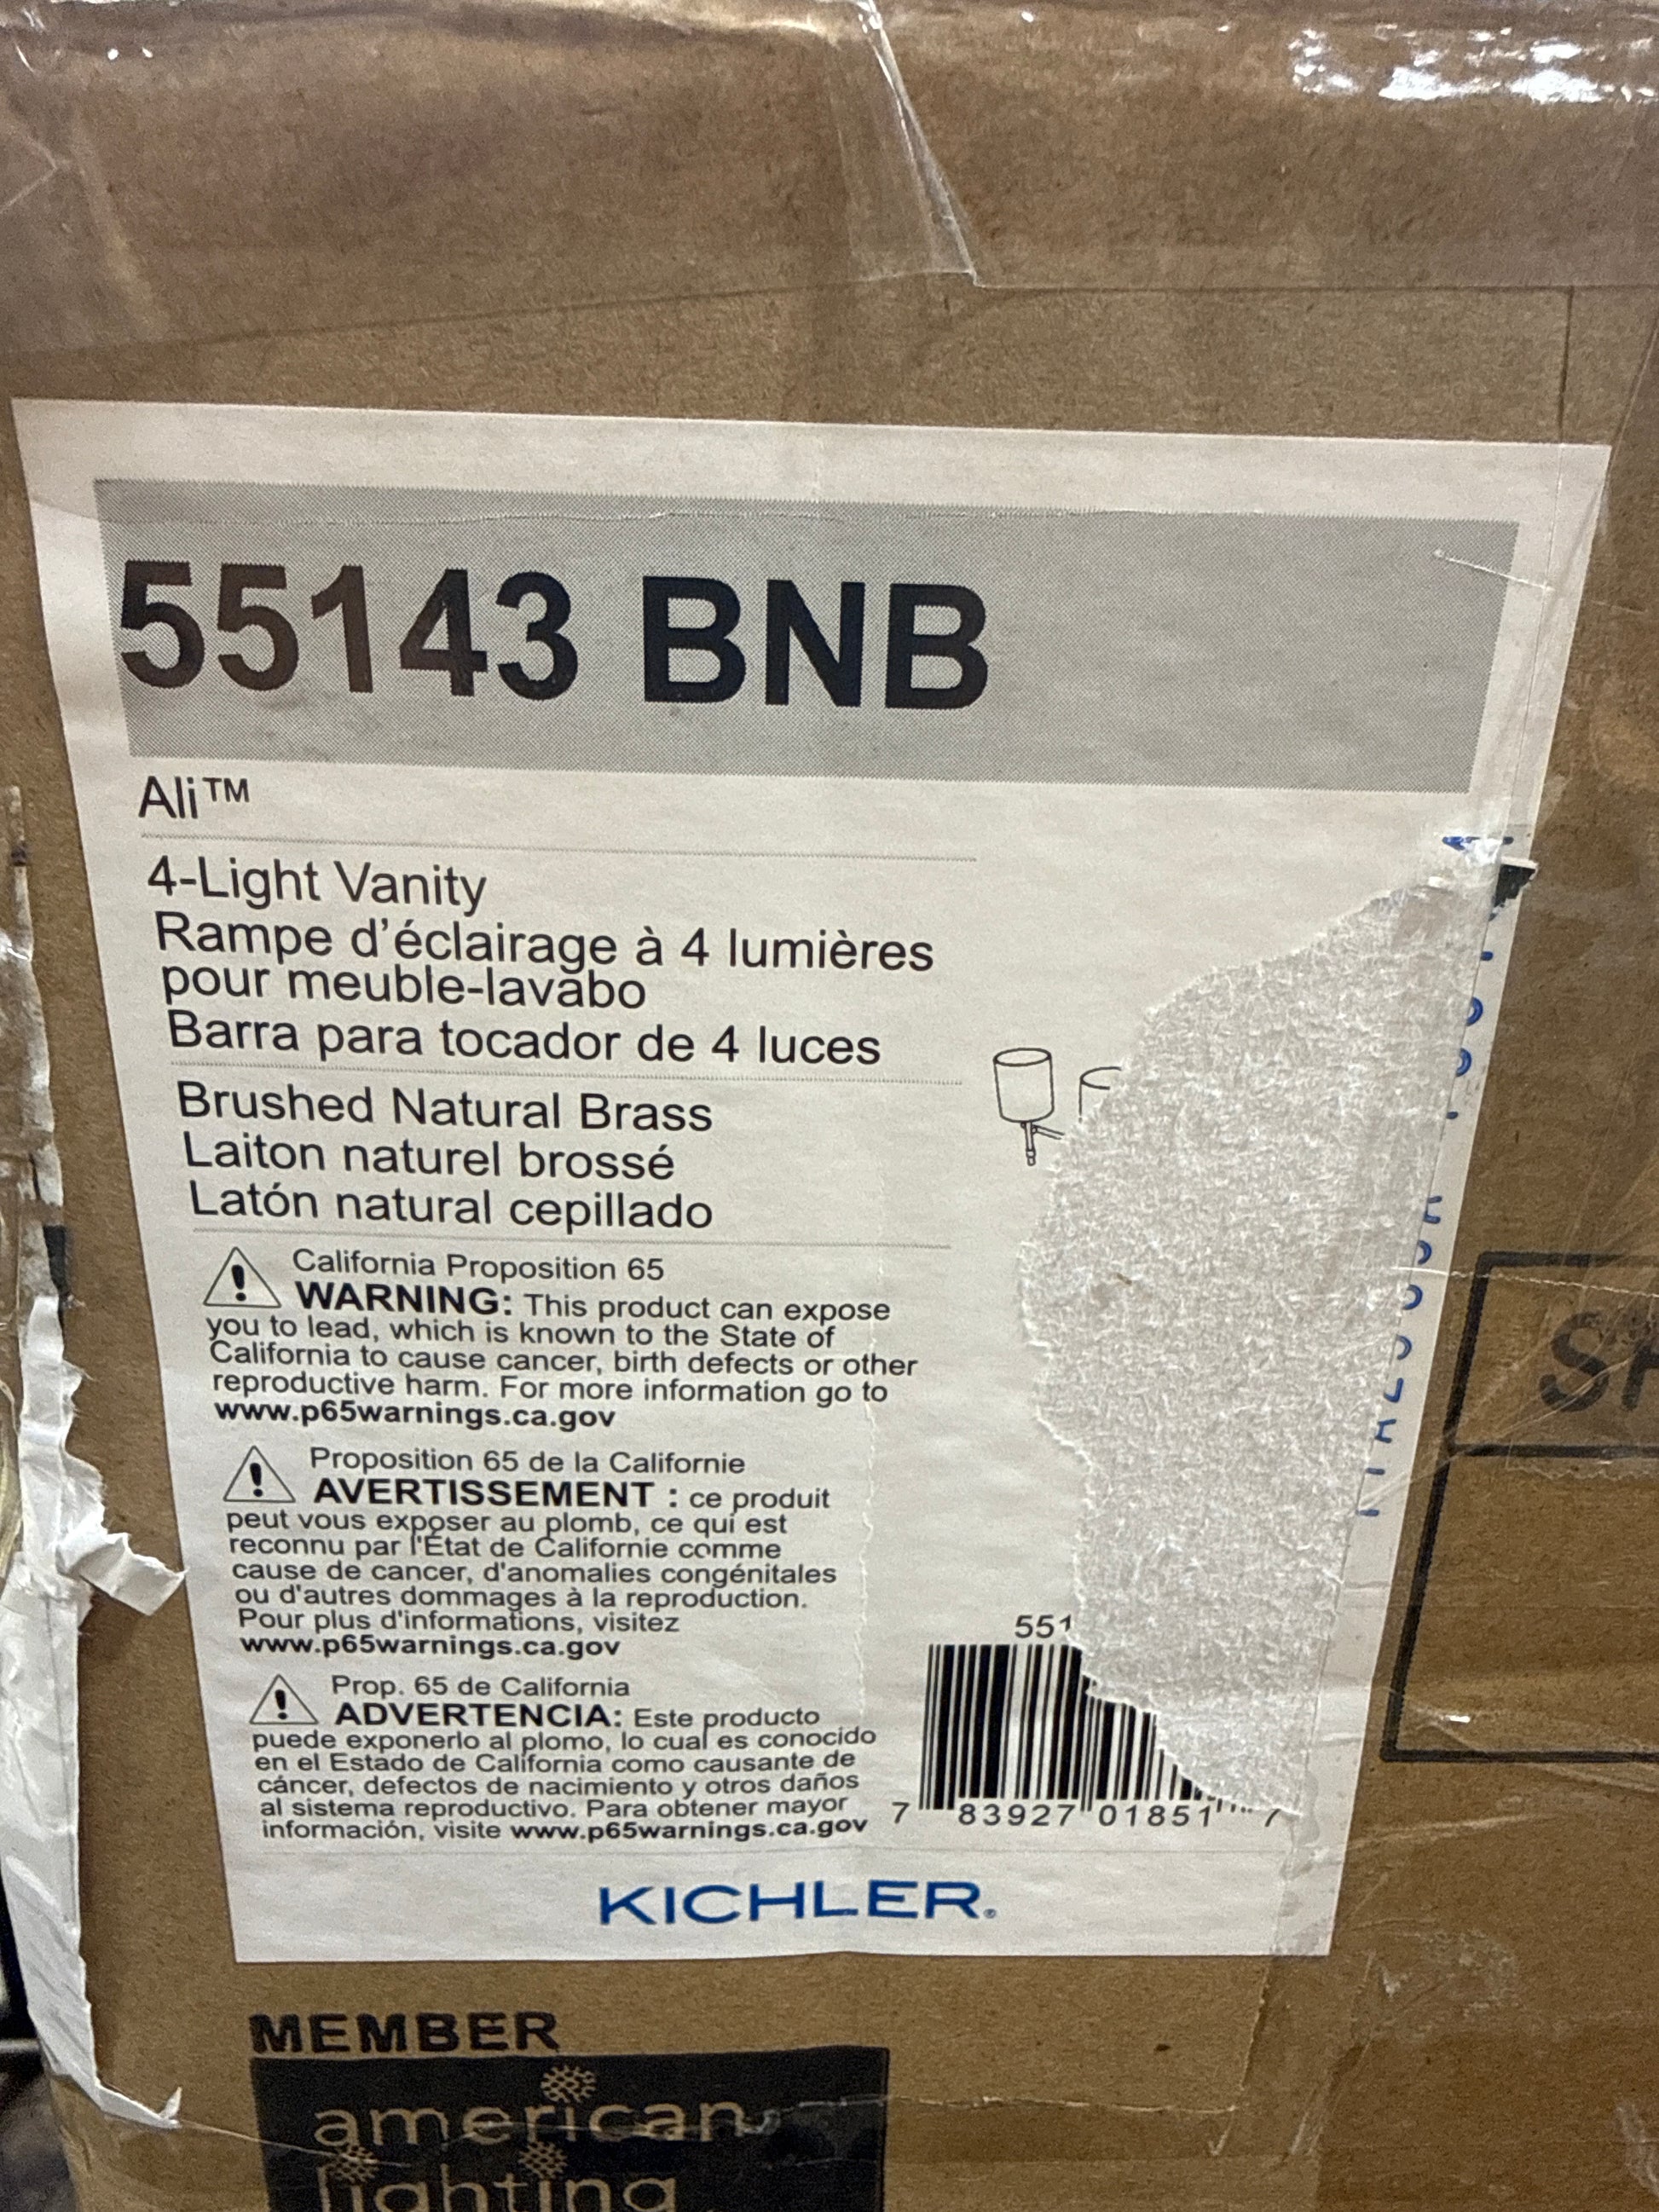 55143 BNB
Ali™
4-Light Vanity
Rampe d'éclairage à 4 lumières
pour meuble-lavabo
Barra para tocador de 4 luces
Brushed Natural Brass
Laiton naturel brossé
Latón natural cepillado
California Proposition 65
WARNING: This product can expose
you to lead, which is known to the State of
California to cause cancer, birth defects or other
reproductive harm. For more information go to
www.p65warnings.ca.gov
Proposition 65 de la Californie
AVERTISSEMENT : ce produit
peut vous exposer au plomb, ce qui est
reconnu par l'État de Californie comme
cause de cancer, d'anomalies congénitales
ou d'autres dommages à la reproduction.
Pour plus d'informations, visitez
www.p65warnings.ca.gov
Prop. 65 de California
ADVERTENCIA: Este producto
puede exponerlo al plomo, lo cual es conocido
en el Estado de California como causante de
cáncer, defectos de nacimiento y otros daños
al sistema reproductivo. Para obtener mayor
información, visite www.p65warnings.ca.gov
551
7 83927 01851 7
KICHLER®
MEMBER
american
lighting